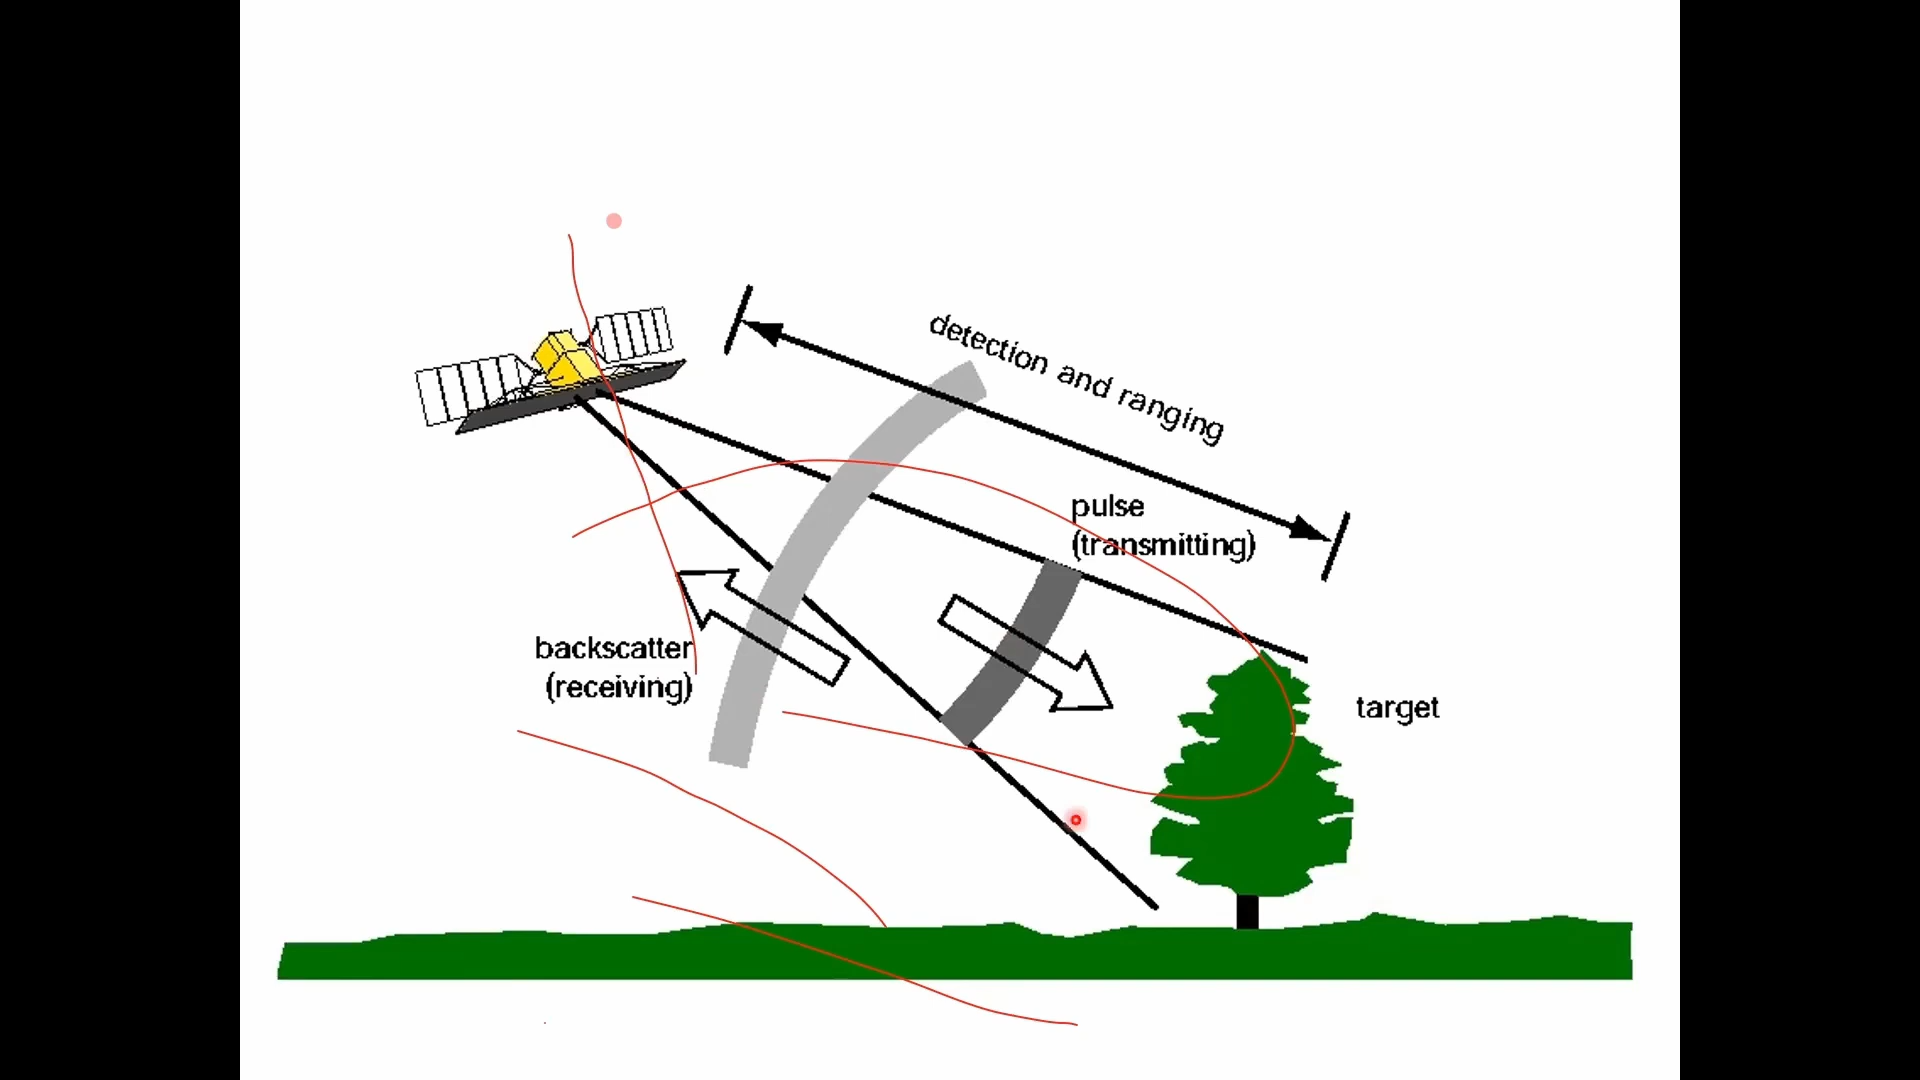 detection and ranging
pulse
(transmitting)
backscatter
(receiving)
target